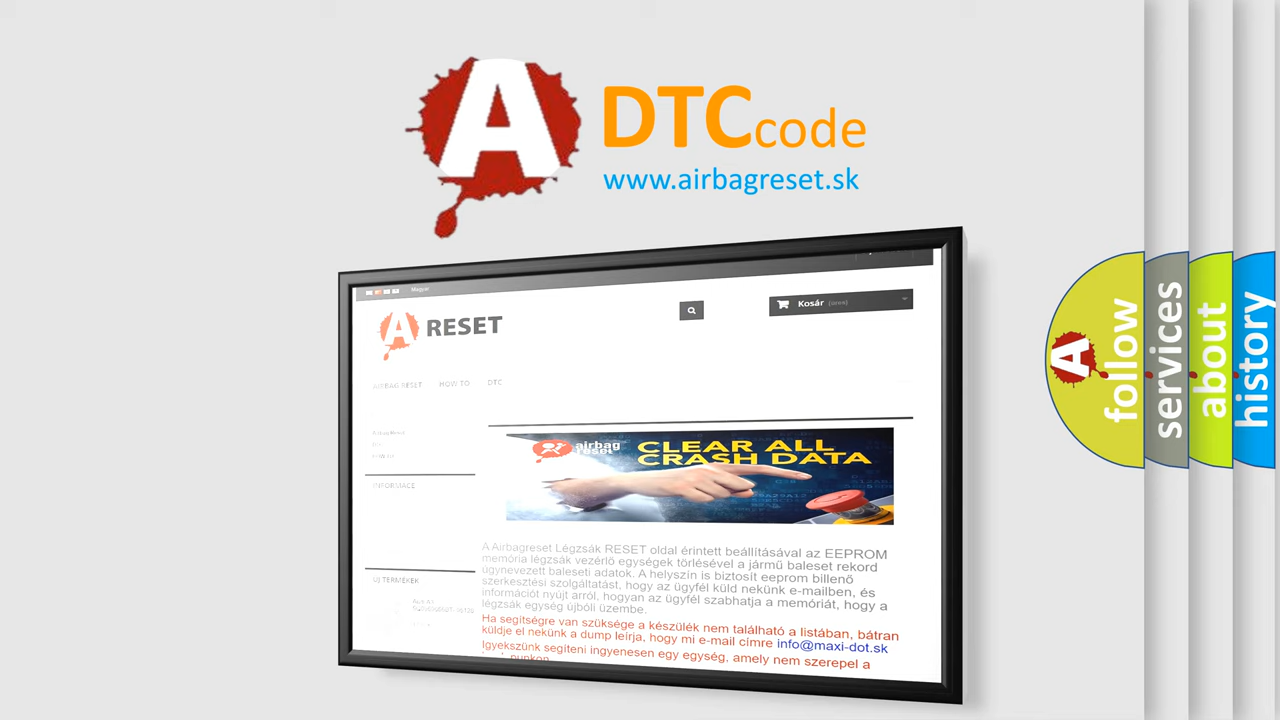 A
DTCcode
www.airbagreset.sk
Magyar
Kosár (üres)
A RESET
AIRBAG RESET HOW TO DTC
INFORMACE
airbag
reset
CLEAR ALL
CRASH DATA
A Airbagreset Légzsák RESET oldal érintett beállításával az EEPROM
memória légzsák vezérlő egységek törlésével a jármű baleset rekord
úgynevezett baleseti adatok. A helyszín is biztosít eeprom billenő
szerkesztési szolgáltatást, hogy az ügyfél küld nekünk e-mailben, és
információt nyújt arról, hogyan az ügyfél szabhatja a memóriát, hogy a
légzsák egység újbóli üzembe.
Ha segítségre van szüksége a készülék nem található a listában, bátran
küldje el nekünk a dump leírja, hogy mi e-mail címre info@maxi-dot.sk
Igyekszünk segíteni ingyenesen egy egység, amely nem szerepel a
ÚJ TERMÉKEK
A
follow
services
about
history